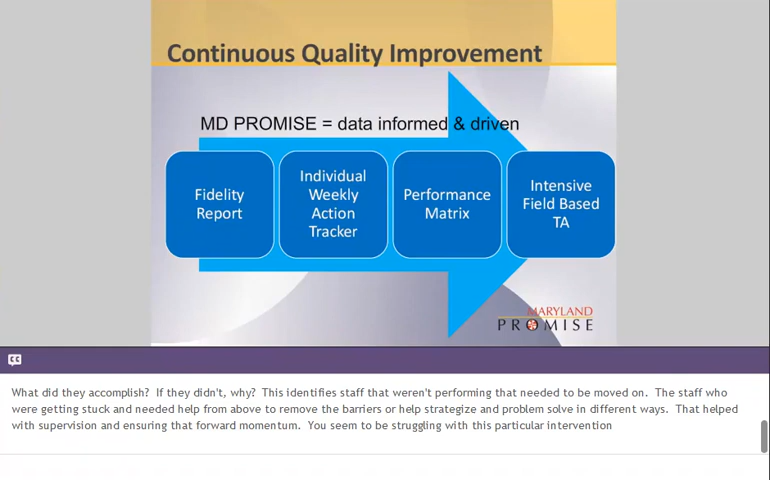 Continuous Quality Improvement
MD PROMISE = data informed & driven
Fidelity
Report
Individual
Weekly
Action
Tracker
Performance
Matrix
Intensive
Field Based
TA
MARYLAND
PROMISE
CC
What did they accomplish?  If they didn't, why?  This identifies staff that weren't performing that needed to be moved on.  The staff who
were getting stuck and needed help from above to remove the barriers or help strategize and problem solve in different ways.  That helped
with supervision and ensuring that forward momentum.  You seem to be struggling with this particular intervention